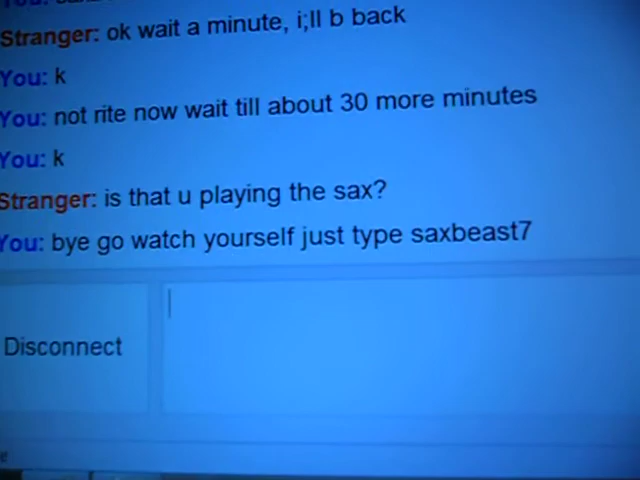 You:
Stranger: ok wait a minute, i;ll b back
You: k
You: not rite now wait till about 30 more minutes
You: k
Stranger: is that u playing the sax?
You: bye go watch yourself just type saxbeast7
Disconnect